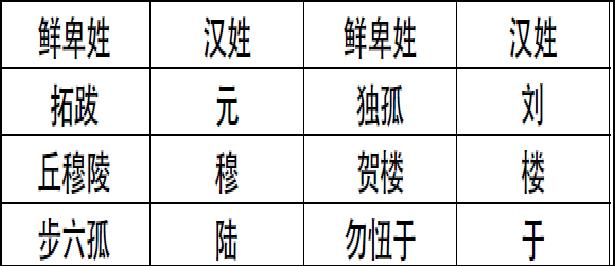 鲜卑姓 汉姓 鲜卑姓 汉姓
拓跋 元 独孤 刘
丘穆陵 穆 贺楼 楼
步六孤 陆 勿忸于 于